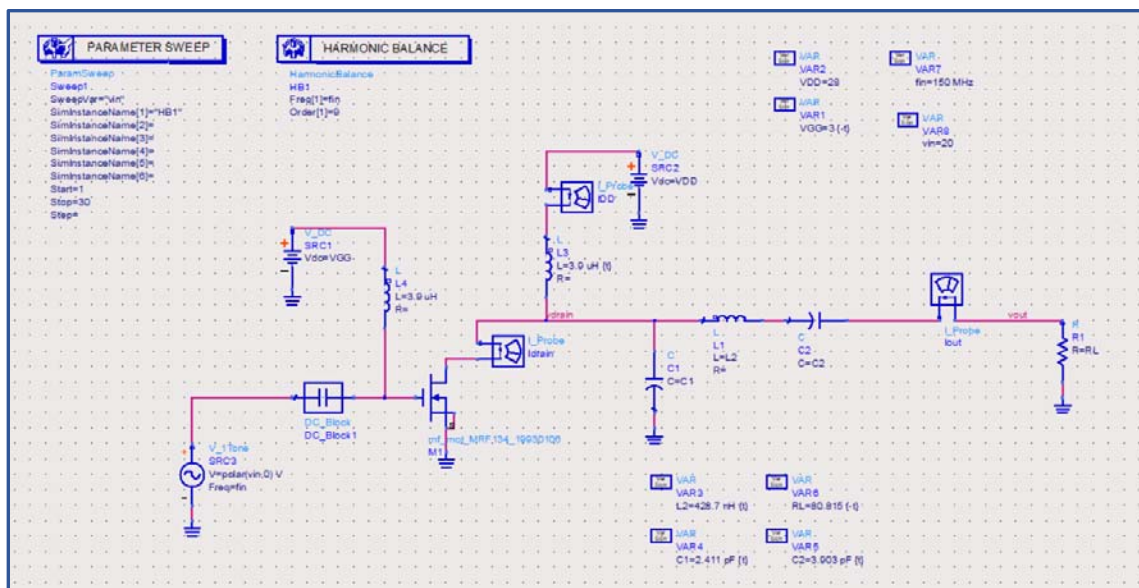 PARAMETER SWEEP
ParamSweep
Sweep1
SweepVar="vin"
SimInstanceName[1]="HB1"
SimInstanceName[2]=
SimInstanceName[3]=
SimInstanceName[4]=
SimInstanceName[5]=
SimInstanceName[6]=
Start=1
Stop=30
Step=
HARMONIC BALANCE
HarmonicBalance
HB1
Freq[1]=fin
Order[1]=9
VAR
VAR2
VDD=28
VAR
VAR7
fin=150 MHz
VAR
VAR1
VGG=3 {-t}
VAR
VAR8
vin=20
V_DC
SRC2
Vdc=VDD
I_Probe
IDD
L
L3
L=3.9 uH {t}
R=
V_DC
SRC1
Vdc=VGG
L
L4
L=3.9 uH
R=
vdrain
I_Probe
Idrain
C
C1
C=C1
L
L1
L=L2
R=
C
C2
C=C2
I_Probe
Iout
vout
R
R1
R=RL
DC_Block
DC_Block1
M1
V_1Tone
SRC3
V=polar(vin,0) V
Freq=fin
VAR
VAR3
L2=428.7 nH {t}
VAR
VAR6
RL=80.815 {-t}
VAR
VAR4
C1=2.411 pF {t}
VAR
VAR5
C2=3.903 pF {t}